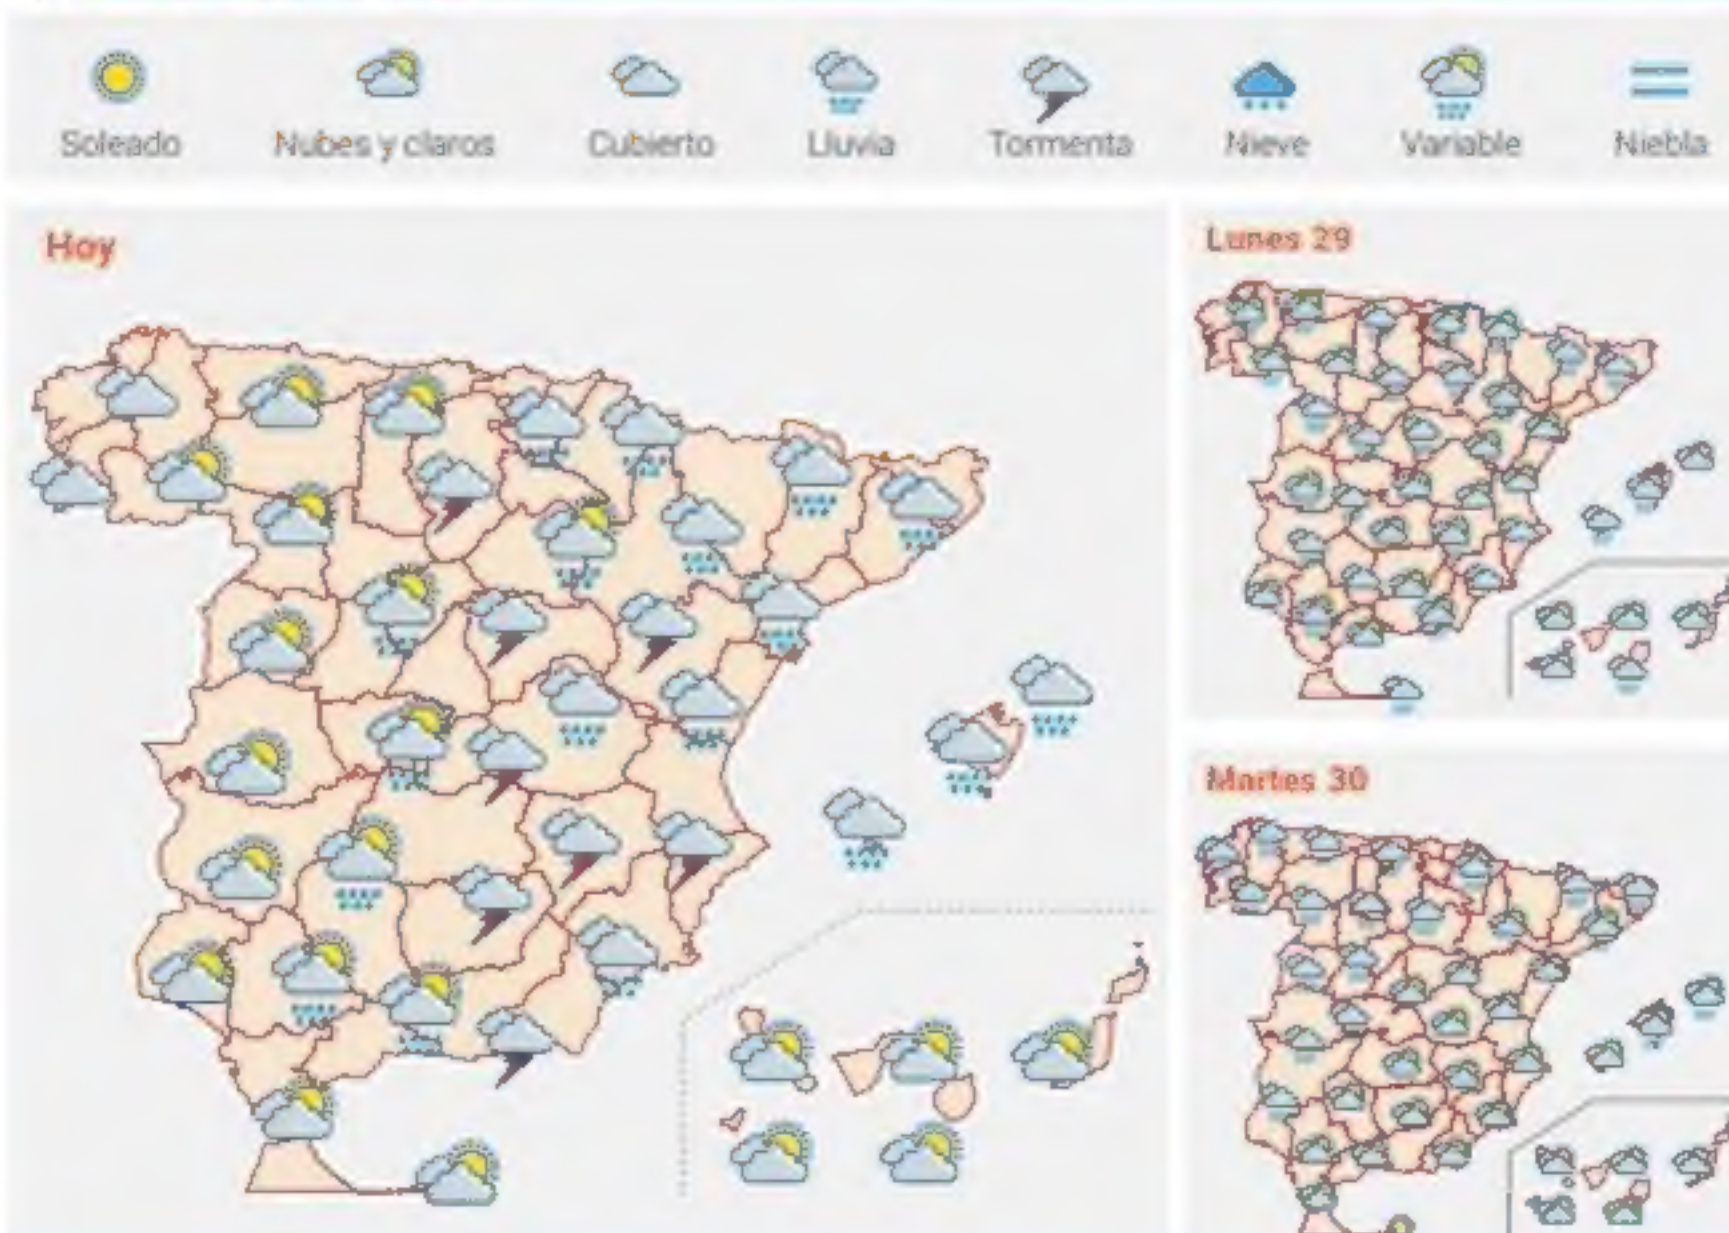 Soleado
Nubes y claros
Cubierto
Lluvia
Tormenta
Nieve
Variable
Niebla
Hoy
Lunes 29
Martes 30